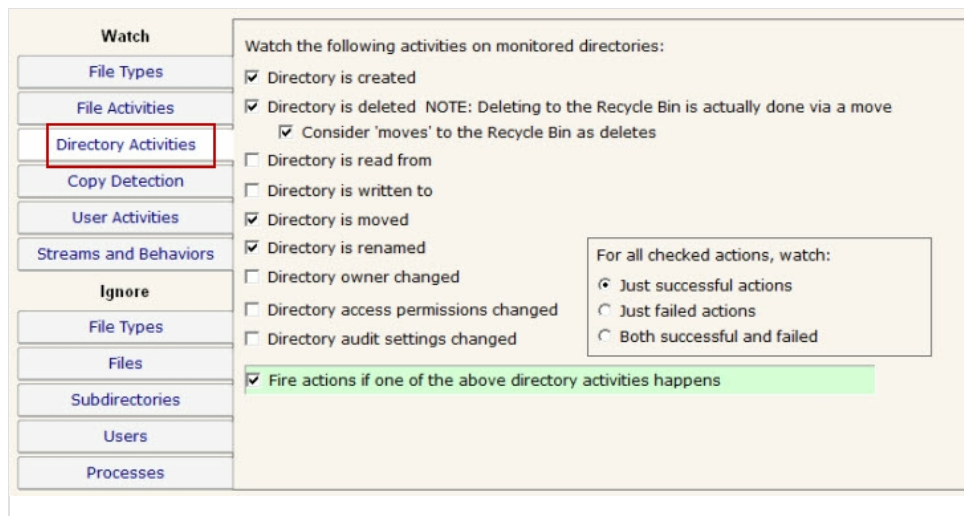 Watch
File Types
File Activities
Directory Activities
Copy Detection
User Activities
Streams and Behaviors
Ignore
File Types
Files
Subdirectories
Users
Processes
Watch the following activities on monitored directories:
Directory is created
Directory is deleted NOTE: Deleting to the Recycle Bin is actually done via a move
Consider 'moves' to the Recycle Bin as deletes
Directory is read from
Directory is written to
Directory is moved
Directory is renamed
Directory owner changed
Directory access permissions changed
Directory audit settings changed
For all checked actions, watch:
Just successful actions
Just failed actions
Both successful and failed
Fire actions if one of the above directory activities happens